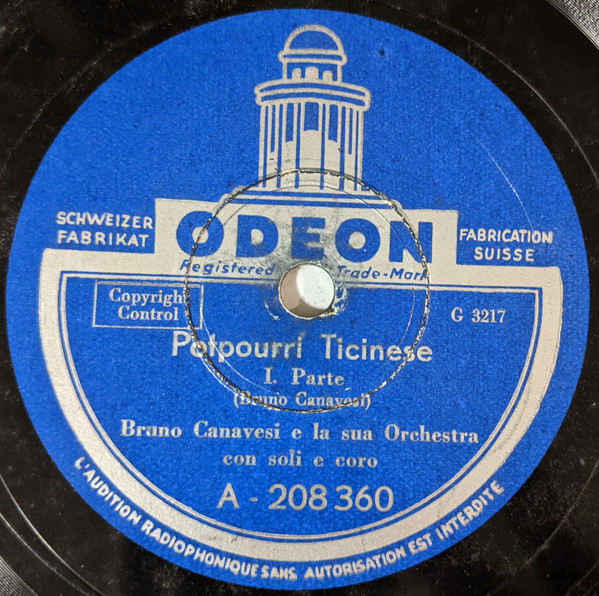 SCHWEIZER
FABRIKAT
ODEON
FABRICATION
SUISSE
Registered Trade-Mark
Copyright
Control
G 3217
Potpourri Ticinese
I. Parte
(Bruno Canavesi)
Bruno Canavesi e la sua Orchestra
con soli e coro
A - 208 360
L'AUDITION RADIOPHONIQUE SANS AUTORISATION EST INTERDITE